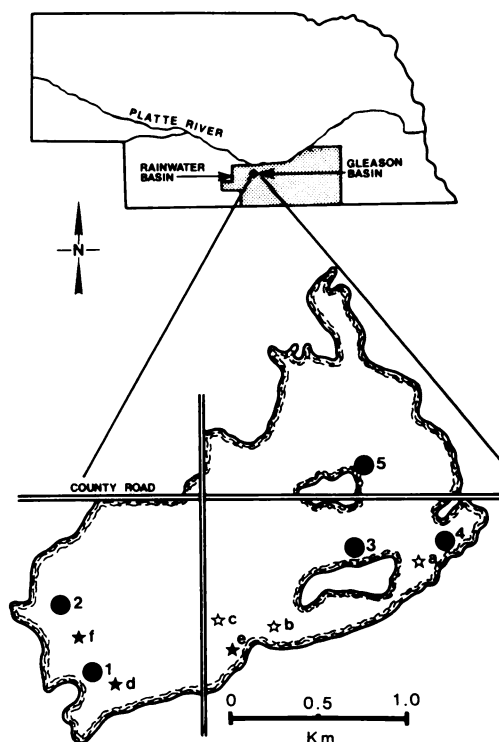 PLATTE RIVER
RAINWATER
BASIN
GLEASON
BASIN
N
COUNTY ROAD
5
3
4
a
2
c
b
f
e
1
d
0
0.5
1.0
Km